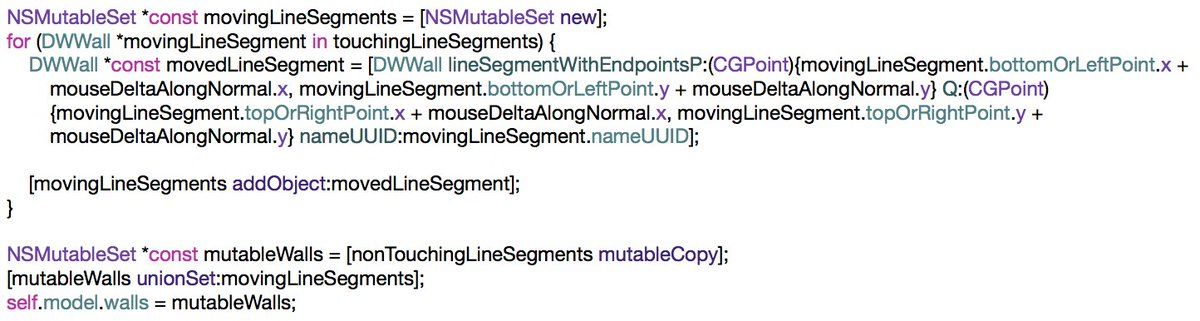 NSMutableSet *const movingLineSegments = [NSMutableSet new];
for (DWWall *movingLineSegment in touchingLineSegments) {
DWWall *const movedLineSegment = [DWWall lineSegmentWithEndpointsP:(CGPoint){movingLineSegment.bottomOrLeftPoint.x +
mouseDeltaAlongNormal.x, movingLineSegment.bottomOrLeftPoint.y + mouseDeltaAlongNormal.y} Q:(CGPoint)
{movingLineSegment.topOrRightPoint.x + mouseDeltaAlongNormal.x, movingLineSegment.topOrRightPoint.y +
mouseDeltaAlongNormal.y} nameUUID:movingLineSegment.nameUUID];
[movingLineSegments addObject:movedLineSegment];
}
NSMutableSet *const mutableWalls = [nonTouchingLineSegments mutableCopy];
[mutableWalls unionSet:movingLineSegments];
self.model.walls = mutableWalls;